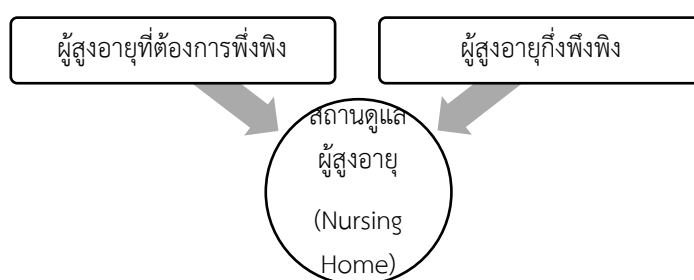 ผู้สูงอายุที่ต้องการพึ่งพิง
ผู้สูงอายุกึ่งพึงพิง
สถานดูแล
ผู้สูงอายุ
(Nursing
Home)